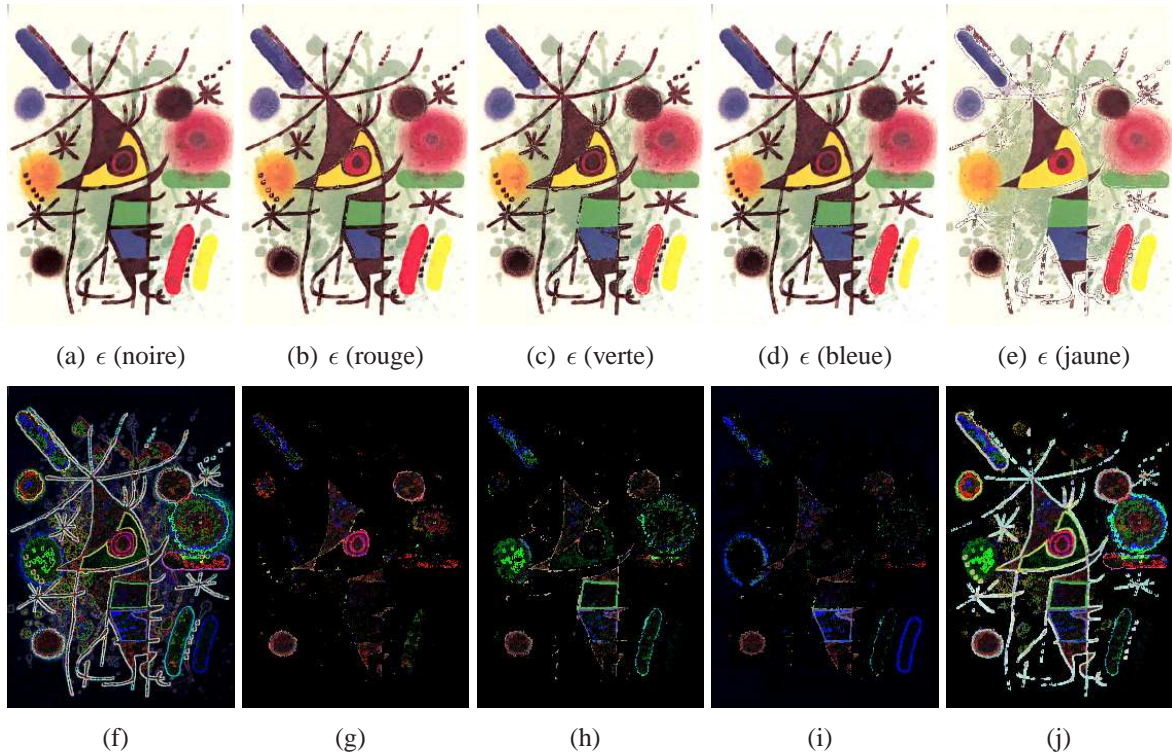 (a) ϵ (noire) (b) ϵ (rouge) (c) ϵ (verte) (d) ϵ (bleue) (e) ϵ (jaune)
(f) (g) (h) (i) (j)